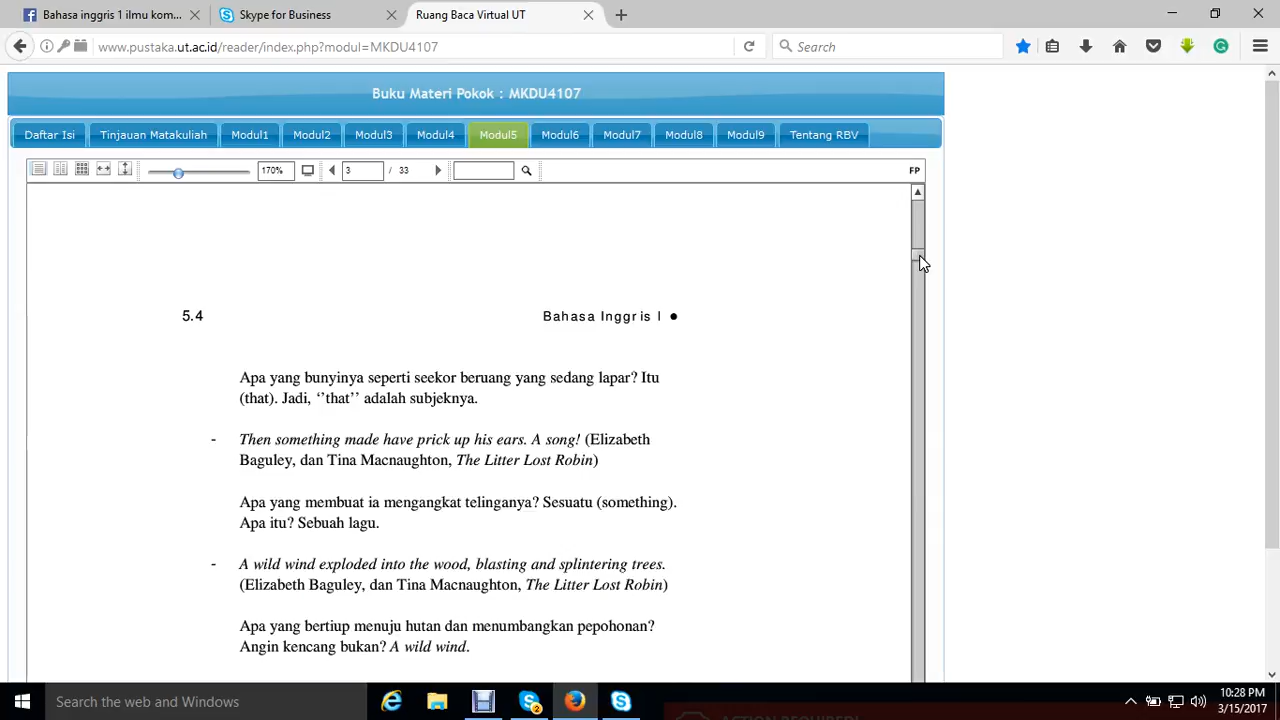 Bahasa inggris 1 ilmu kom...
Skype for Business
Ruang Baca Virtual UT
www.pustaka.ut.ac.id/reader/index.php?modul=MKDU4107
Search
Buku Materi Pokok : MKDU4107
Daftar Isi
Tinjauan Matakuliah
Modul1
Modul2
Modul3
Modul4
Modul5
Modul6
Modul7
Modul8
Modul9
Tentang RBV
170%
3 / 33
FP
5.4
Bahasa Inggris I ●
Apa yang bunyinya seperti seekor beruang yang sedang lapar? Itu
(that). Jadi, ‘’that’’ adalah subjeknya.
- Then something made have prick up his ears. A song! (Elizabeth
Baguley, dan Tina Macnaughton, The Litter Lost Robin)
Apa yang membuat ia mengangkat telinganya? Sesuatu (something).
Apa itu? Sebuah lagu.
- A wild wind exploded into the wood, blasting and splintering trees.
(Elizabeth Baguley, dan Tina Macnaughton, The Litter Lost Robin)
Apa yang bertiup menuju hutan dan menumbangkan pepohonan?
Angin kencang bukan? A wild wind.
Search the web and Windows
2
10:28 PM
3/15/2017